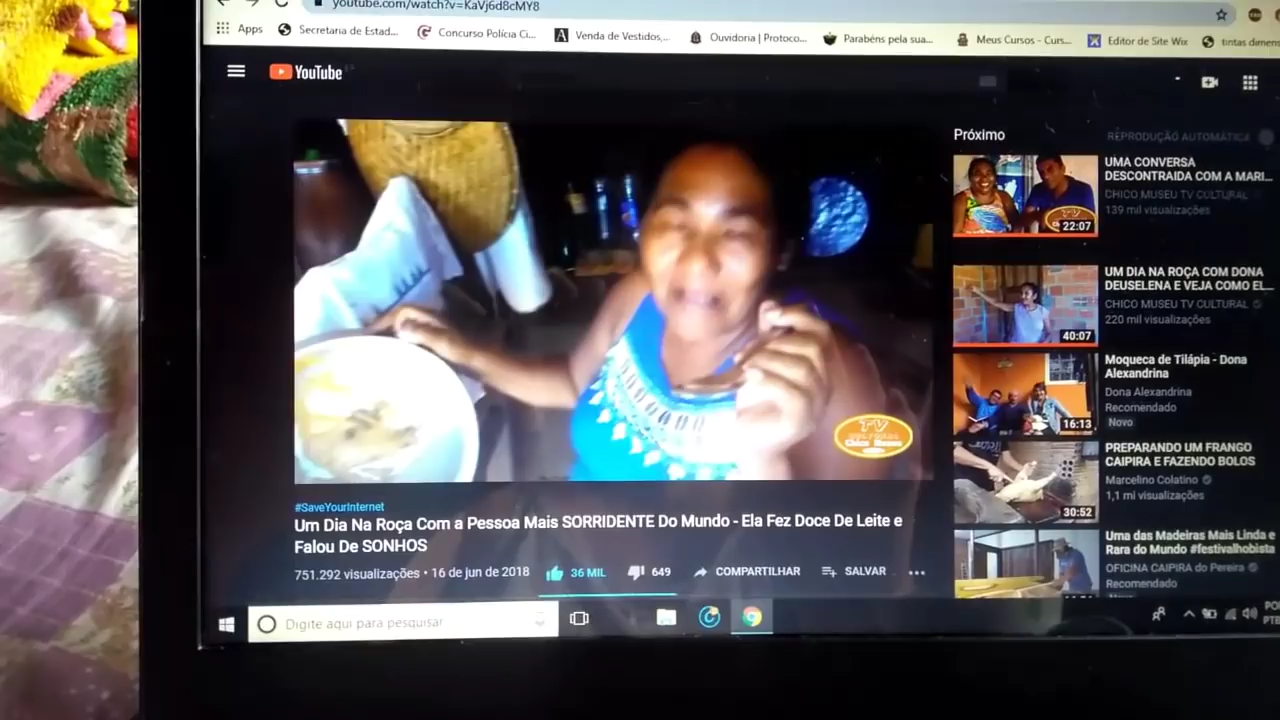 youtube.com/watch?v=KaVj6d8cMY8
Apps
Secretaria de Estad...
Concurso Polícia Ci...
Venda de Vestidos,...
Ouvidoria | Protoco...
Parabéns pela sua...
Meus Cursos - Curs...
Editor de Site Wix
tintas dimens
YouTube
TV
Chico Museu
#SaveYourInternet
Um Dia Na Roça Com a Pessoa Mais SORRIDENTE Do Mundo - Ela Fez Doce De Leite e
Falou De SONHOS
751.292 visualizações • 16 de jun de 2018
36 MIL
649
COMPARTILHAR
SALVAR
Próximo
REPRODUÇÃO AUTOMÁTICA
22:07
UMA CONVERSA
DESCONTRAIDA COM A MARI...
CHICO MUSEU TV CULTURAL
139 mil visualizações
40:07
UM DIA NA ROÇA COM DONA
DEUSELENA E VEJA COMO EL...
CHICO MUSEU TV CULTURAL
220 mil visualizações
16:13
Moqueca de Tilápia - Dona
Alexandrina
Dona Alexandrina
Recomendado
Novo
30:52
PREPARANDO UM FRANGO
CAIPIRA E FAZENDO BOLOS
Marcelino Colatino
1,1 mi visualizações
Uma das Madeiras Mais Linda e
Rara do Mundo #festivalhobista
OFICINA CAIPIRA do Pereira
Recomendado
Digite aqui para pesquisar
PO
PTB